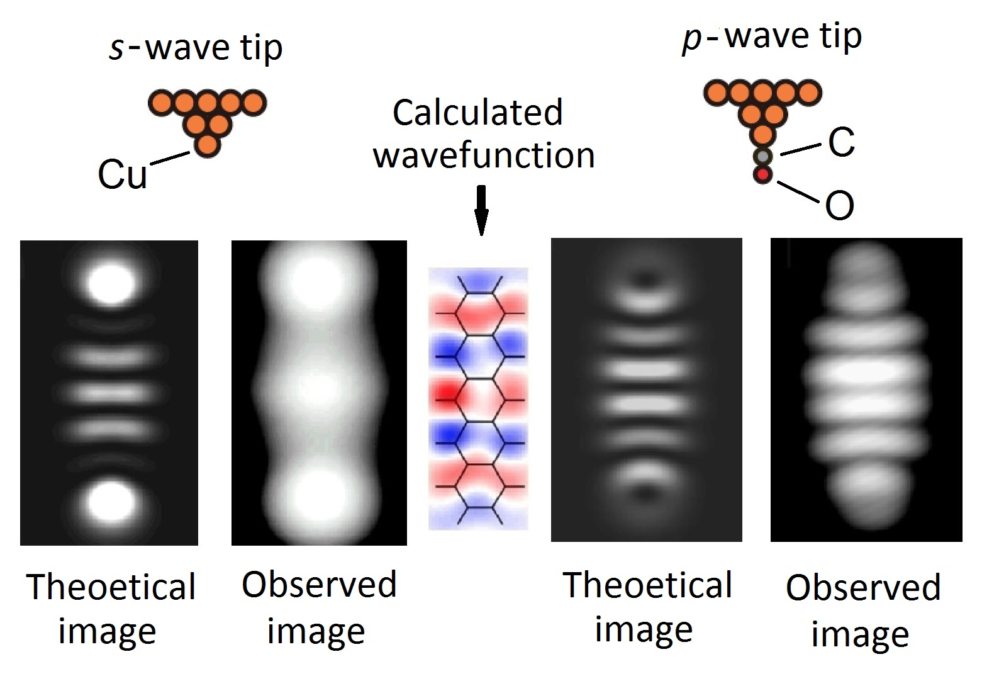 s-wave tip
Cu
Calculated
wavefunction
p-wave tip
C
O
Theoetical
image
Observed
image
Theoetical
image
Observed
image